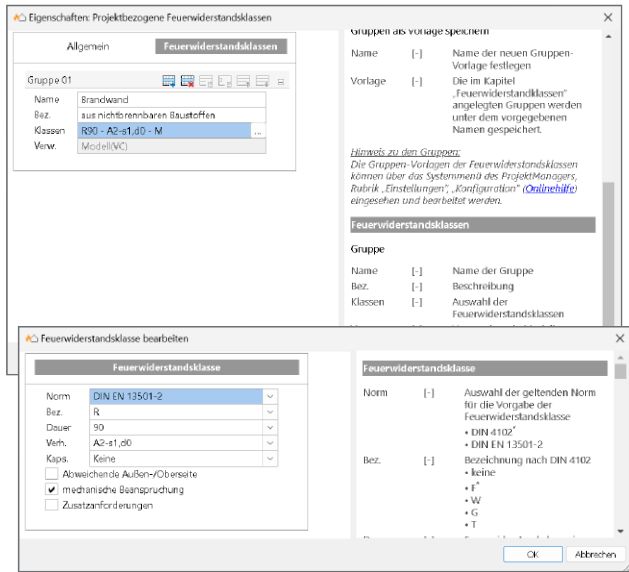 Eigenschaften: Projektbezogene Feuerwiderstandsklassen
Allgemein
Feuerwiderstandsklassen
Gruppe 01
Name Brandwand
Bez. aus nichtbrennbaren Baustoffen
Klassen R90 - A2-s1,d0 - M ...
Verw. Modell(VC)
Gruppen als Vorlage speichern
Name [-] Name der neuen Gruppen-
Vorlage festlegen
Vorlage [-] Die im Kapitel
„Feuerwiderstandklassen"
angelegten Gruppen werden
unter dem vorgegebenen
Namen gespeichert.
Hinweis zu den Gruppen:
Die Gruppen-Vorlagen der Feuerwiderstandsklassen
können über das Systemmenü des ProjektManagers,
Rubrik „Einstellungen", „Konfiguration" (Onlinehilfe)
eingesehen und bearbeitet werden.
Feuerwiderstandsklassen
Gruppe
Name [-] Name der Gruppe
Bez. [-] Beschreibung
Klassen [-] Auswahl der
Feuerwiderstandsklassen
Feuerwiderstandsklasse bearbeiten
Feuerwiderstandsklasse
Norm DIN EN 13501-2
Bez. R
Dauer 90
Verh. A2-s1,d0
Kaps. Keine
Abweichende Außen-/Oberseite
mechanische Beanspruchung
Zusatzanforderungen
Feuerwiderstandsklasse
Norm [-] Auswahl der geltenden Norm
für die Vorgabe der
Feuerwiderstandsklasse
• DIN 4102*
• DIN EN 13501-2
Bez. [-] Bezeichnung nach DIN 4102
• keine
• F*
• W
• G
• T
OK Abbrechen